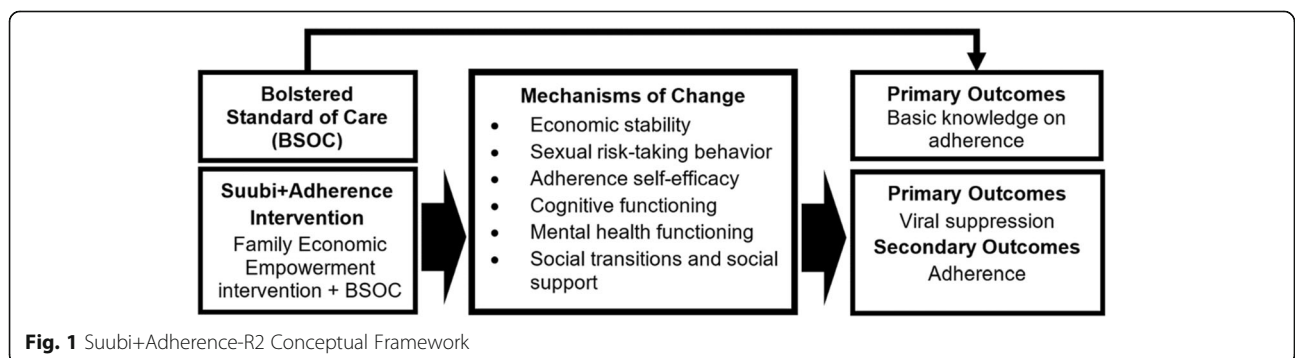 Bolstered
Standard of Care
(BSOC)
Suubi+Adherence
Intervention
Family Economic
Empowerment
intervention + BSOC
Mechanisms of Change
• Economic stability
• Sexual risk-taking behavior
• Adherence self-efficacy
• Cognitive functioning
• Mental health functioning
• Social transitions and social
support
Primary Outcomes
Basic knowledge on
adherence
Primary Outcomes
Viral suppression
Secondary Outcomes
Adherence
Fig. 1 Suubi+Adherence-R2 Conceptual Framework